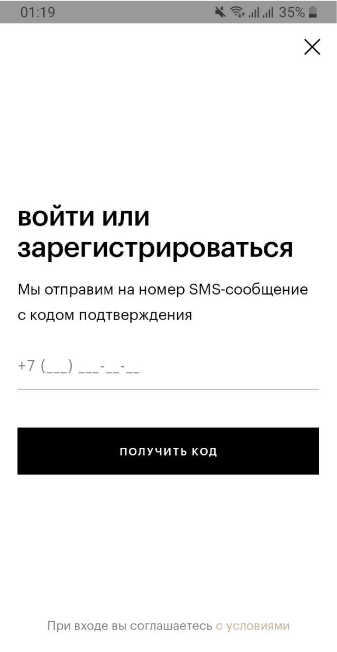 01:19 35%
войти или
зарегистрироваться
Мы отправим на номер SMS-сообщение
с кодом подтверждения
+7 (___) ___-__-__
ПОЛУЧИТЬ КОД
При входе вы соглашаетесь с условиями